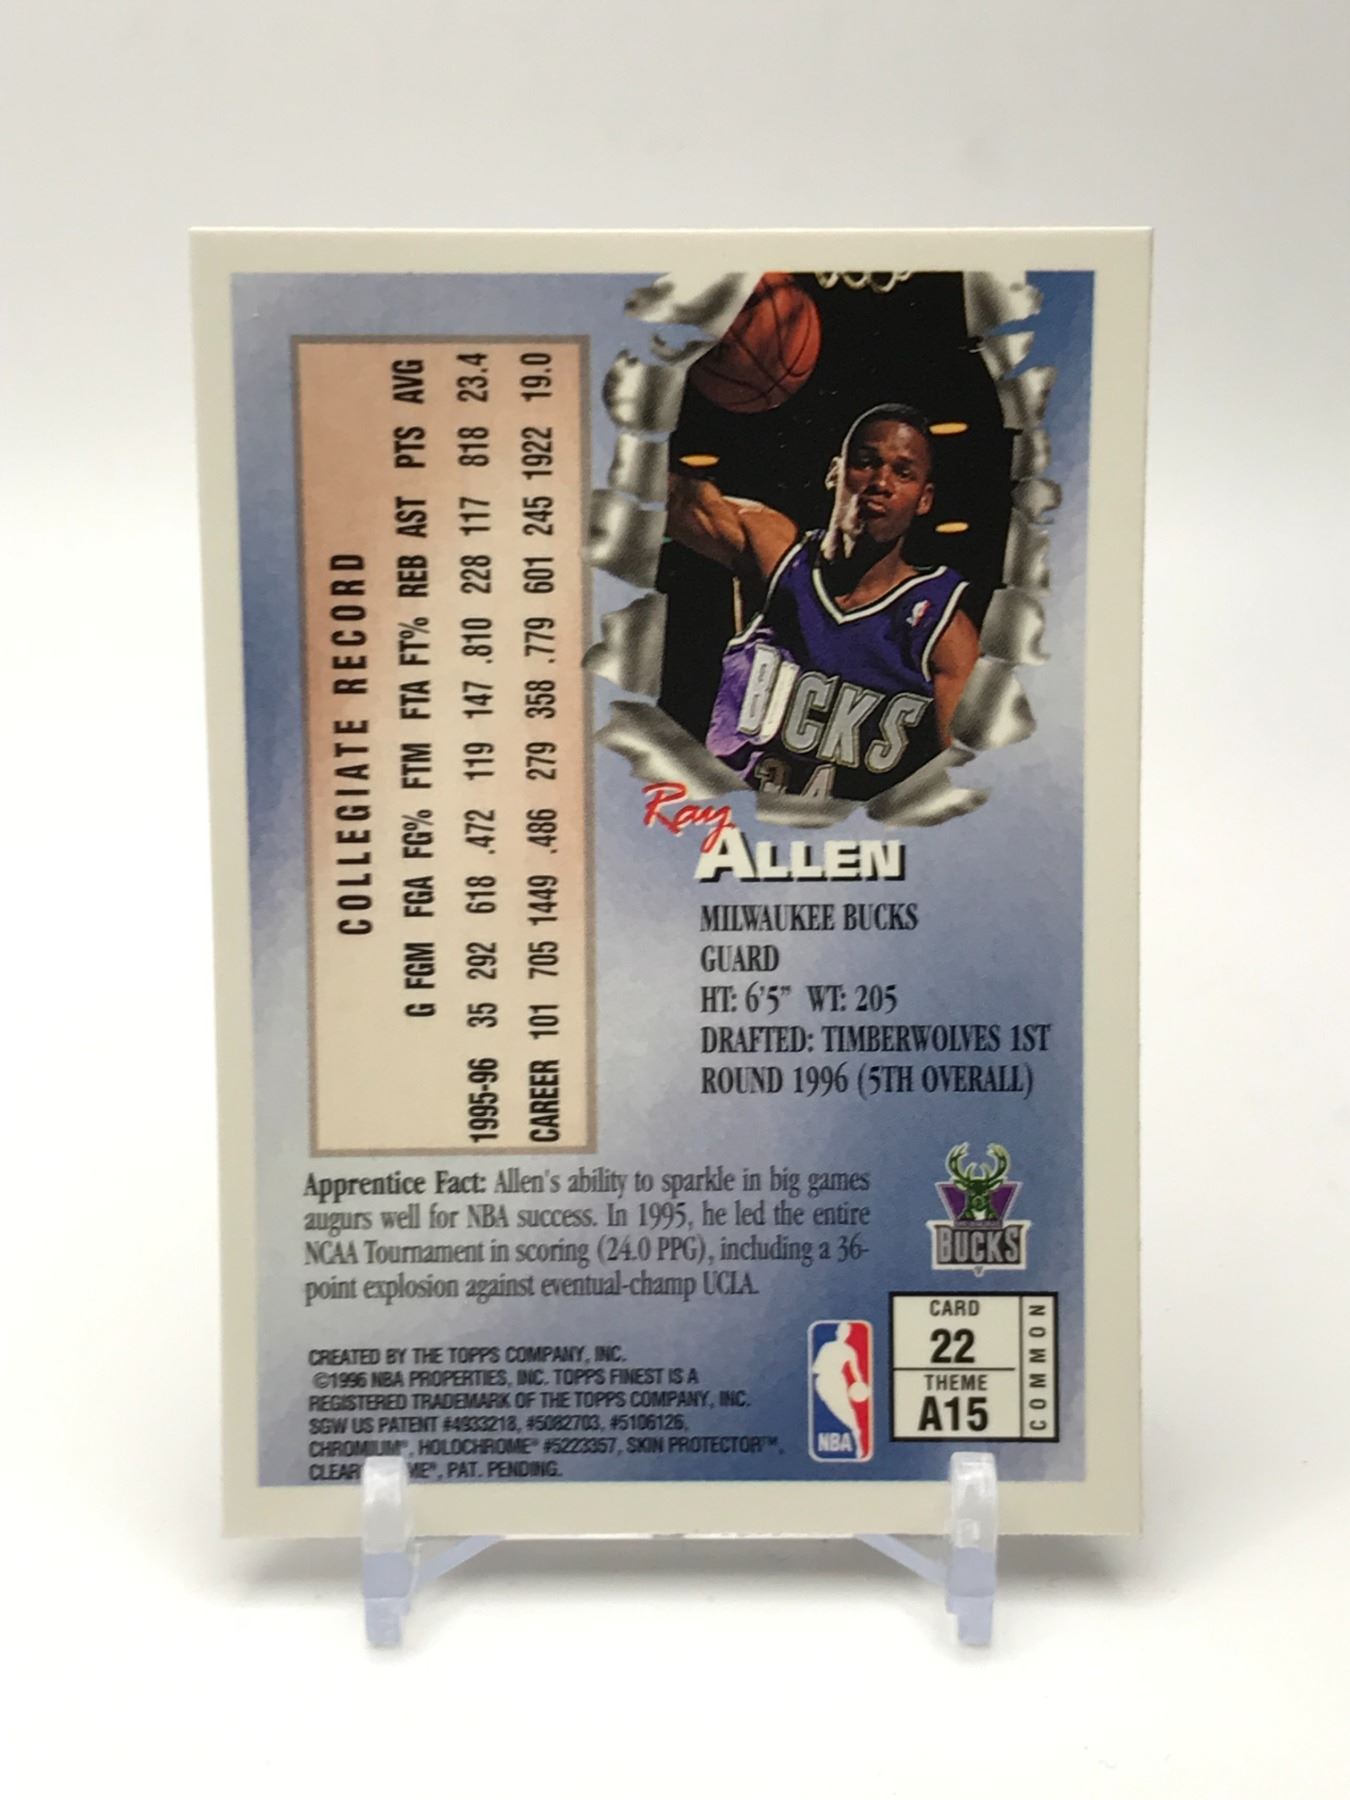 COLLEGIATE RECORD
G FGM FGA FG% FTM FTA FT% REB AST PTS AVG
1995-96 35 292 618 .472 119 147 .810 228 117 818 23.4
CAREER 101 705 1449 .486 279 358 .779 601 245 1922 19.0
BUCKS
34
Ray
ALLEN
MILWAUKEE BUCKS
GUARD
HT: 6'5" WT: 205
DRAFTED: TIMBERWOLVES 1ST
ROUND 1996 (5TH OVERALL)
Apprentice Fact: Allen's ability to sparkle in big games
augurs well for NBA success. In 1995, he led the entire
NCAA Tournament in scoring (24.0 PPG), including a 36-
point explosion against eventual-champ UCLA.
BUCKS
CREATED BY THE TOPPS COMPANY, INC.
©1996 NBA PROPERTIES, INC. TOPPS FINEST IS A
REGISTERED TRADEMARK OF THE TOPPS COMPANY, INC.
SGW US PATENT #4933218, #5082703, #5106126,
CHROMIUM®, HOLOCHROME® #5223357, SKIN PROTECTOR™,
PAT. PENDING.
NBA
CARD
22
THEME
A15
COMMON